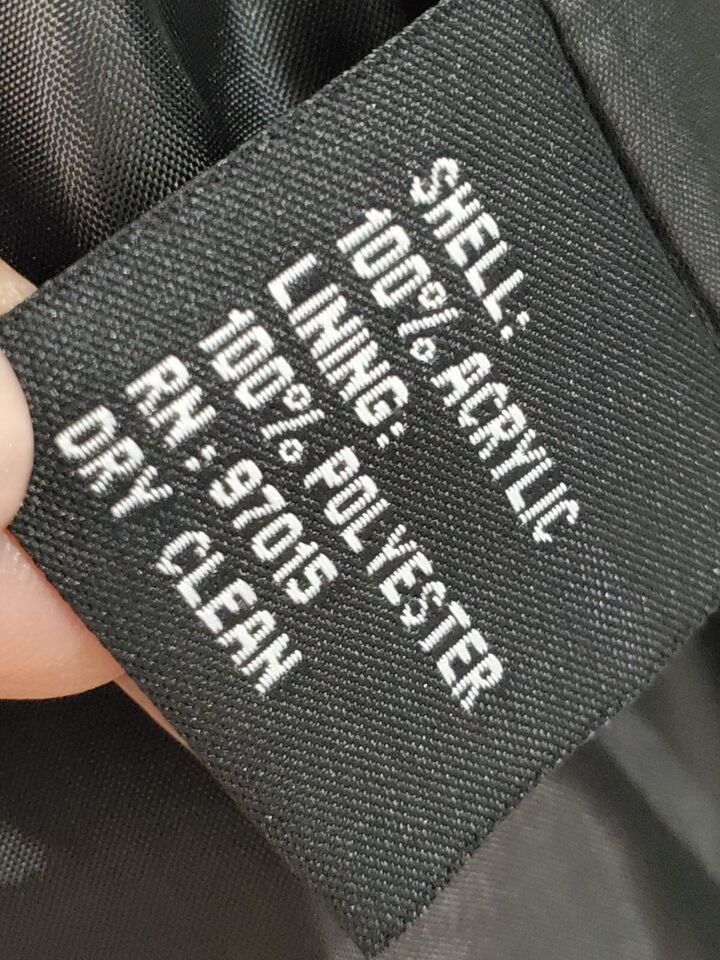 SHELL:
100% ACRYLIC
LINING:
100% POLYESTER
RN: 97015
DRY CLEAN